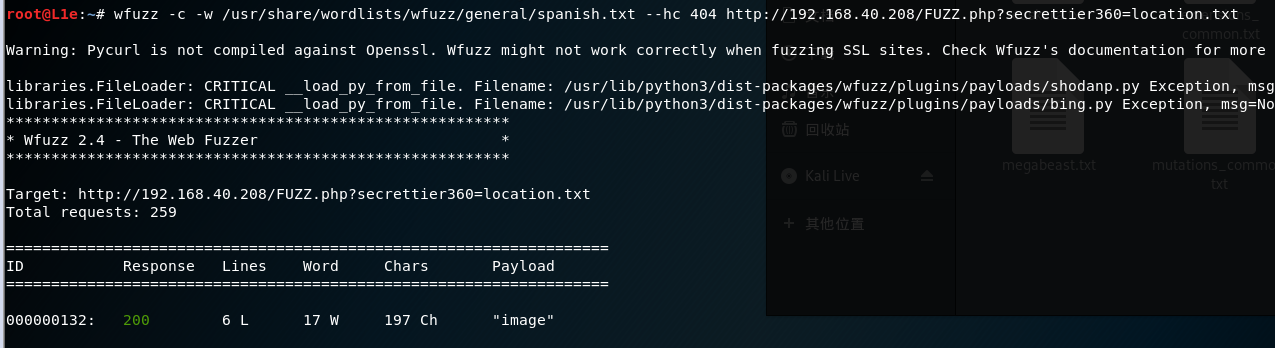 root@L1e:~# wfuzz -c -w /usr/share/wordlists/wfuzz/general/spanish.txt --hc 404 http://192.168.40.208/FUZZ.php?secrettier360=location.txt
common.txt
Warning: Pycurl is not compiled against Openssl. Wfuzz might not work correctly when fuzzing SSL sites. Check Wfuzz's documentation for more
libraries.FileLoader: CRITICAL __load_py_from_file. Filename: /usr/lib/python3/dist-packages/wfuzz/plugins/payloads/shodanp.py Exception, msg
libraries.FileLoader: CRITICAL __load_py_from_file. Filename: /usr/lib/python3/dist-packages/wfuzz/plugins/payloads/bing.py Exception, msg=No
********************************************************
* Wfuzz 2.4 - The Web Fuzzer                           *
********************************************************
回收站
megabeast.txt
mutations_common.
txt
Kali Live
其他位置
Target: http://192.168.40.208/FUZZ.php?secrettier360=location.txt
Total requests: 259
===================================================================
ID           Response   Lines    Word     Chars       Payload
===================================================================
000000132:   200        6 L      17 W     197 Ch      "image"